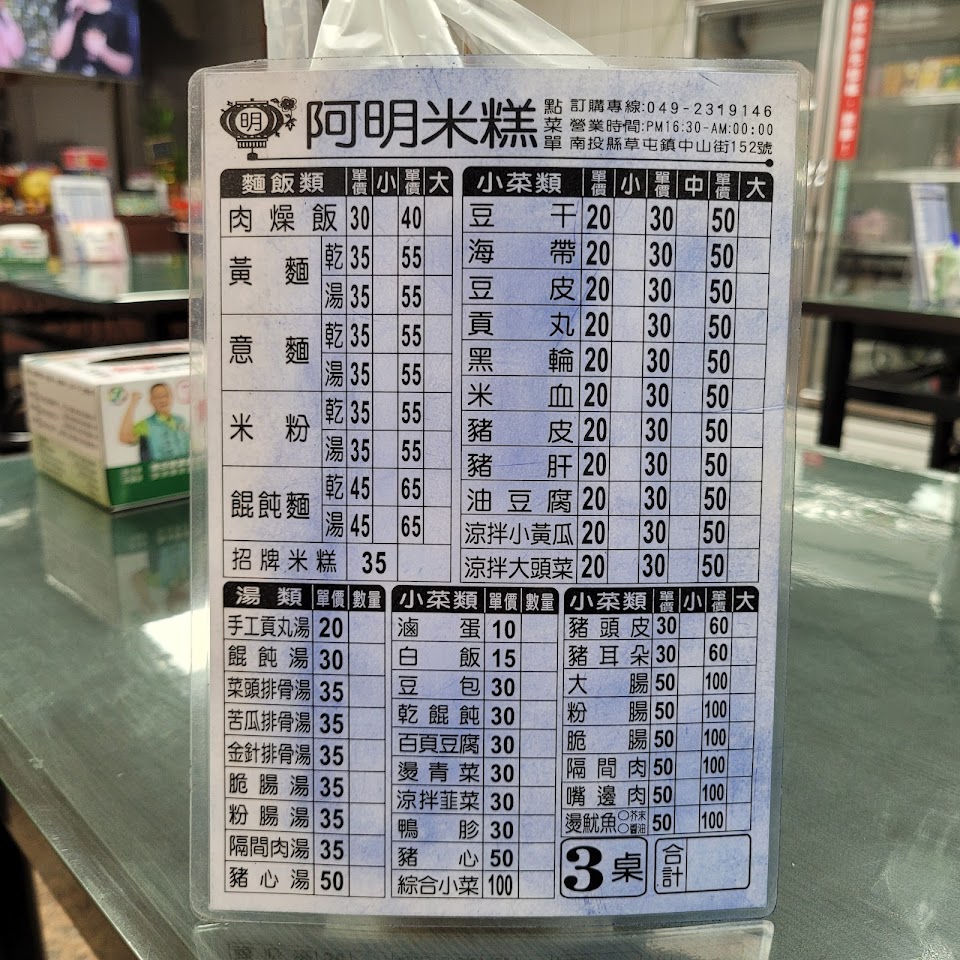 明 阿明米糕 點菜單
訂購專線:049-2319146
營業時間:PM16:30-AM:00:00
南投縣草屯鎮中山街152號
麵飯類 單價 小 單價 大
肉燥飯 30 40
黃麵 乾 35 55
湯 35 55
意麵 乾 35 55
湯 35 55
米粉 乾 35 55
湯 35 55
餛飩麵 乾 45 65
湯 45 65
招牌米糕 35
小菜類 單價 小 單價 中 單價 大
豆干 20 30 50
海帶 20 30 50
豆皮 20 30 50
貢丸 20 30 50
黑輪 20 30 50
米血 20 30 50
豬皮 20 30 50
豬肝 20 30 50
油豆腐 20 30 50
涼拌小黃瓜 20 30 50
涼拌大頭菜 20 30 50
湯類 單價 數量
手工貢丸湯 20
餛飩湯 30
菜頭排骨湯 35
苦瓜排骨湯 35
金針排骨湯 35
脆腸湯 35
粉腸湯 35
隔間肉湯 35
豬心湯 50
小菜類 單價 數量
滷蛋 10
白飯 15
豆包 30
乾餛飩 30
百頁豆腐 30
燙青菜 30
涼拌韮菜 30
鴨胗 30
豬心 50
綜合小菜 100
小菜類 單價 小 單價 大
豬頭皮 30 60
豬耳朵 30 60
大腸 50 100
粉腸 50 100
脆腸 50 100
隔間肉 50 100
嘴邊肉 50 100
燙魷魚 ○芥末 ○醬油 50 100
3桌 合計